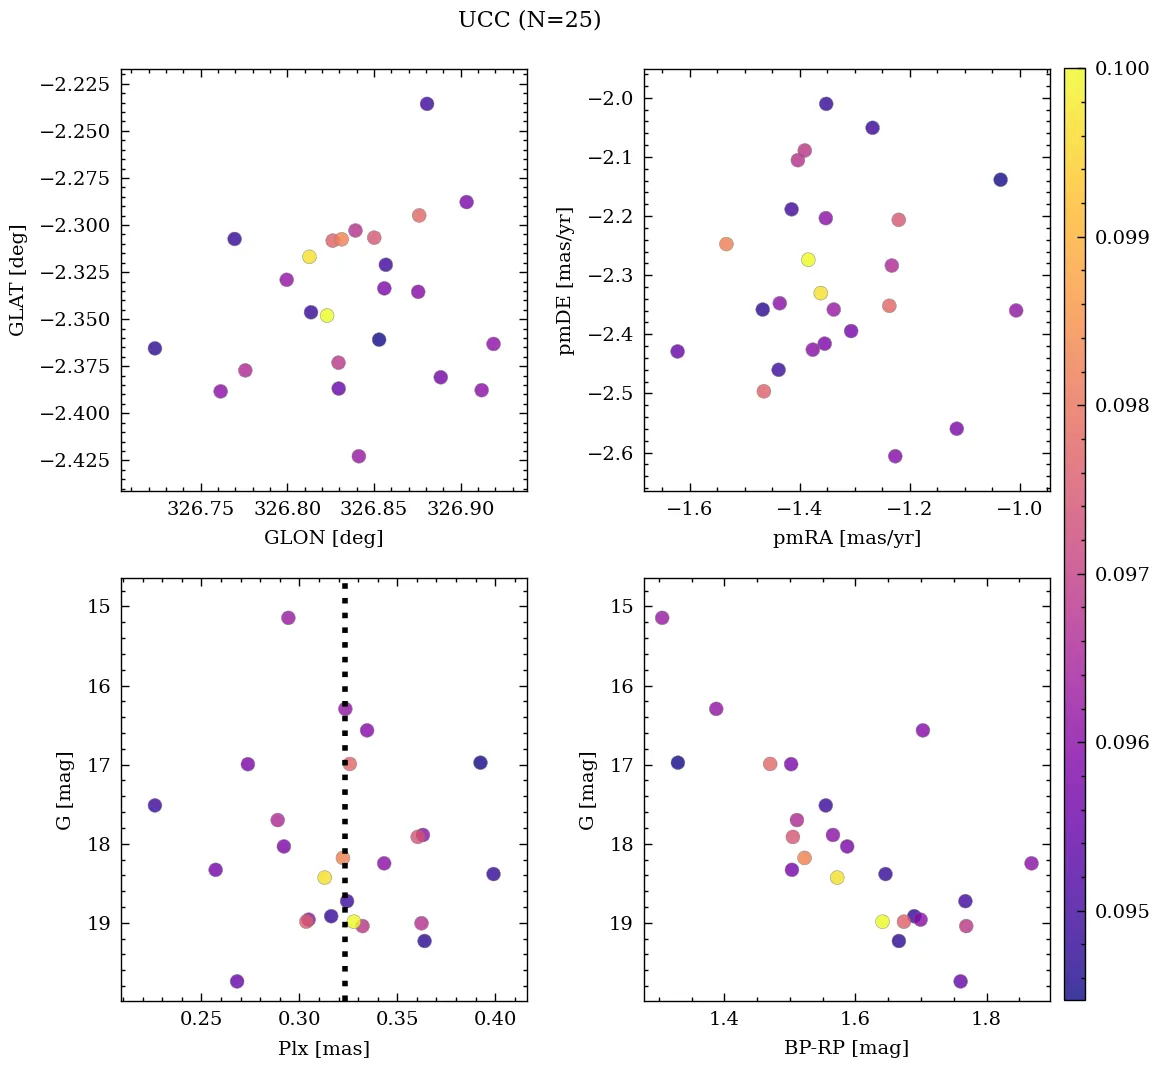 UCC (N=25)
−2.225
−2.250
−2.275
−2.300
−2.325
−2.350
−2.375
−2.400
−2.425
GLAT [deg]
326.75 326.80 326.85 326.90
GLON [deg]
−2.0
−2.1
−2.2
−2.3
−2.4
−2.5
−2.6
pmDE [mas/yr]
−1.6 −1.4 −1.2 −1.0
pmRA [mas/yr]
15
16
17
18
19
G [mag]
0.25 0.30 0.35 0.40
Plx [mas]
15
16
17
18
19
G [mag]
1.4 1.6 1.8
BP-RP [mag]
0.100
0.099
0.098
0.097
0.096
0.095